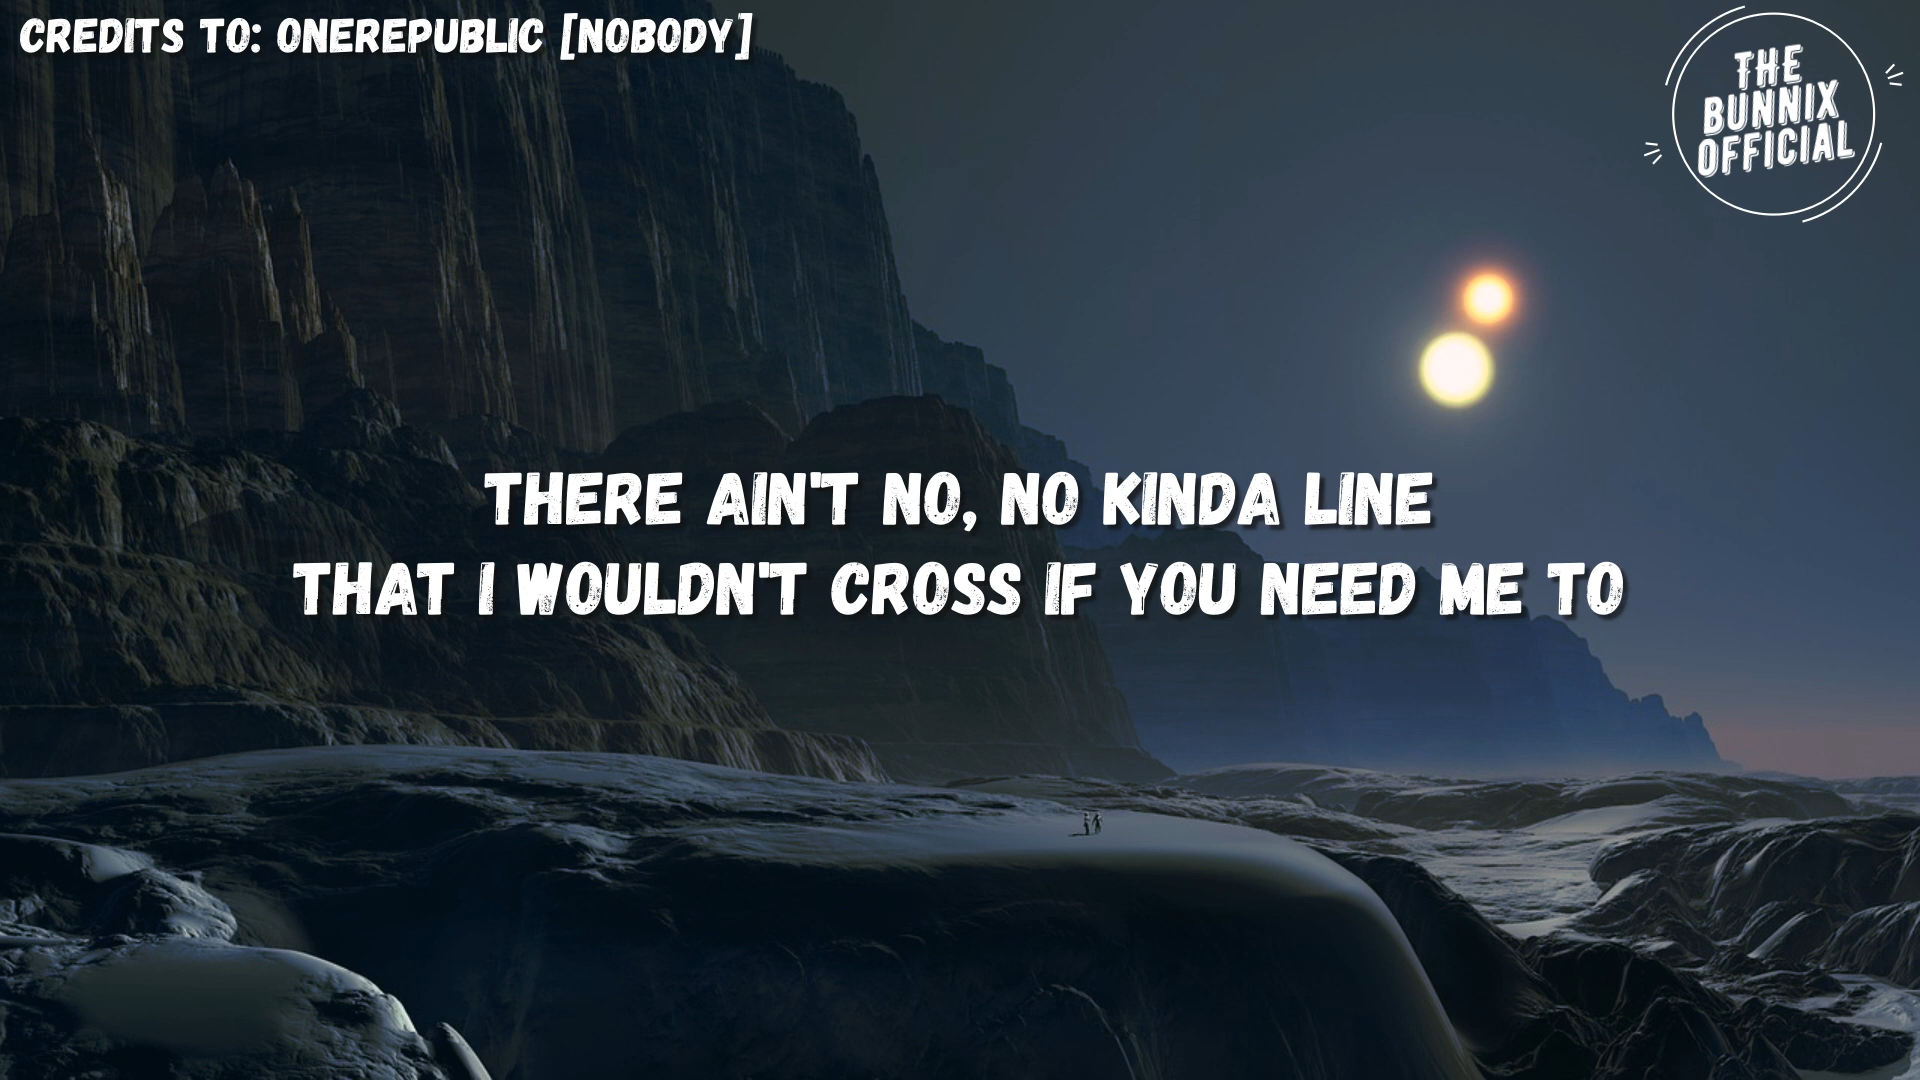 CREDITS TO: ONEREPUBLIC [NOBODY]
THE
BUNNIX
OFFICIAL
THERE AIN'T NO, NO KINDA LINE
THAT I WOULDN'T CROSS IF YOU NEED ME TO